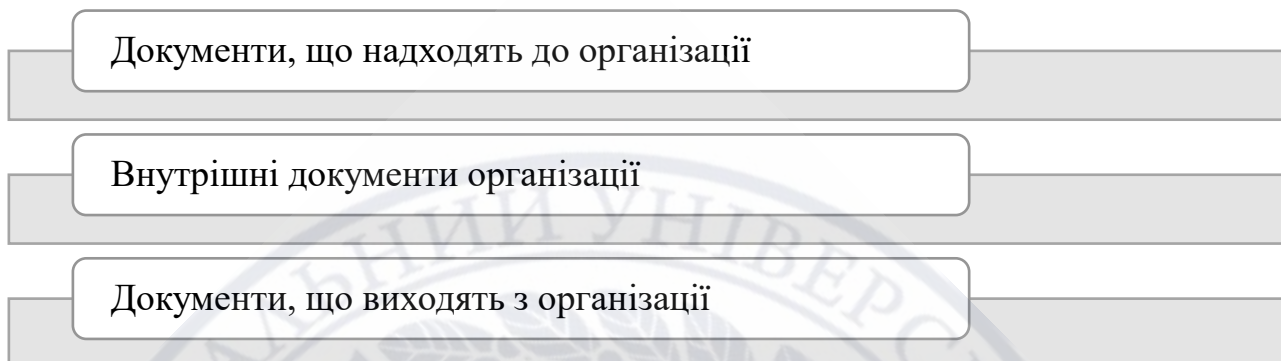 Документи, що надходять до організації
Внутрішні документи організації
Документи, що виходять з організації